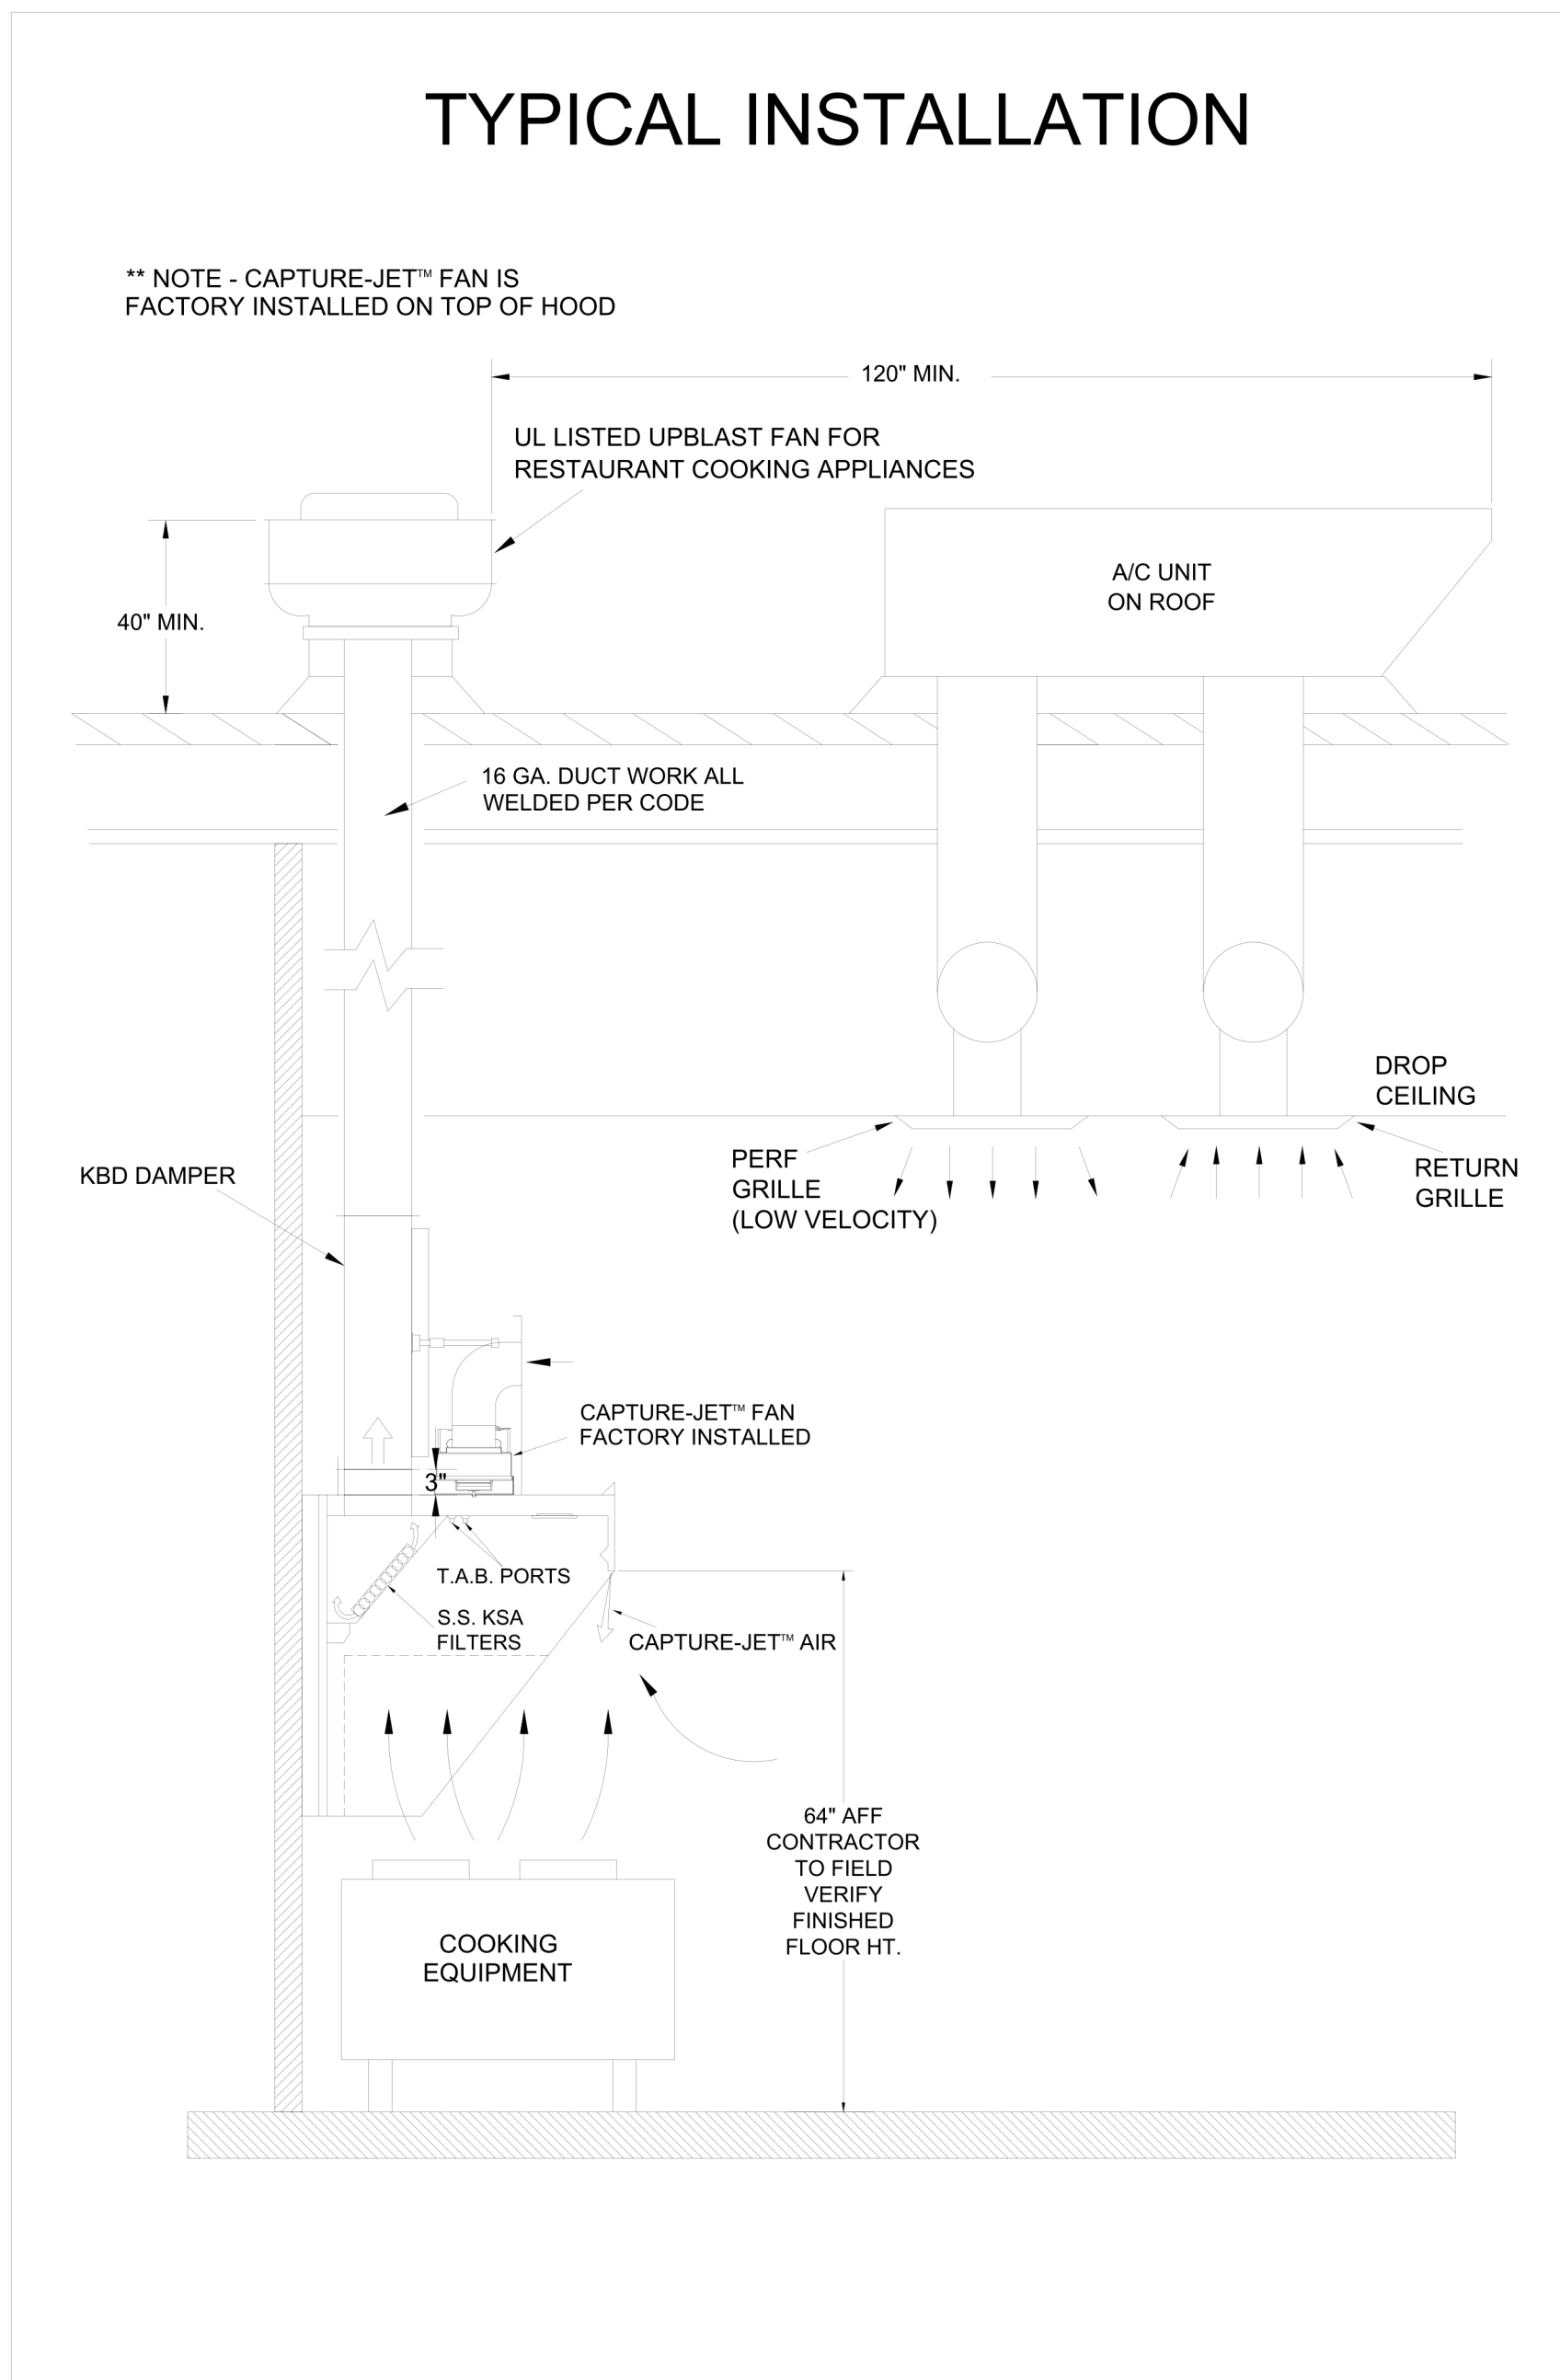 TYPICAL INSTALLATION
** NOTE - CAPTURE-JET™ FAN IS
FACTORY INSTALLED ON TOP OF HOOD
120" MIN.
UL LISTED UPBLAST FAN FOR
RESTAURANT COOKING APPLIANCES
A/C UNIT
ON ROOF
40" MIN.
16 GA. DUCT WORK ALL
WELDED PER CODE
DROP
CEILING
PERF
GRILLE
(LOW VELOCITY)
RETURN
GRILLE
KBD DAMPER
CAPTURE-JET™ FAN
FACTORY INSTALLED
3"
T.A.B. PORTS
S.S. KSA
FILTERS
CAPTURE-JET™ AIR
64" AFF
CONTRACTOR
TO FIELD
VERIFY
FINISHED
FLOOR HT.
COOKING
EQUIPMENT